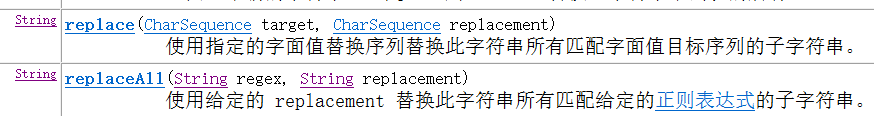 String replace(CharSequence target, CharSequence replacement)
使用指定的字面值替换序列替换此字符串所有匹配字面值目标序列的子字符串。
String replaceAll(String regex, String replacement)
使用给定的 replacement 替换此字符串所有匹配给定的正则表达式的子字符串。